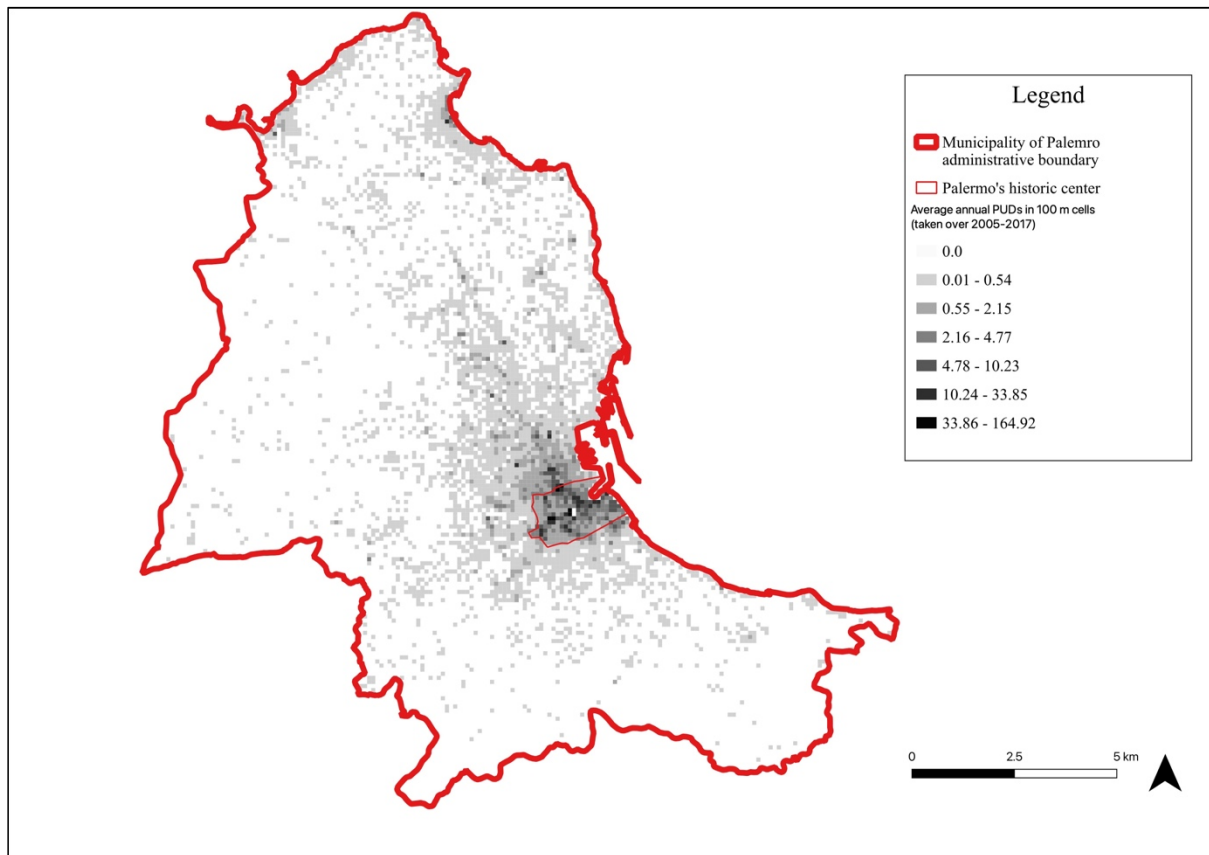 Legend
Municipality of Palemro
administrative boundary
Palermo's historic center
Average annual PUDs in 100 m cells
(taken over 2005-2017)
0.0
0.01 - 0.54
0.55 - 2.15
2.16 - 4.77
4.78 - 10.23
10.24 - 33.85
33.86 - 164.92
0 2.5 5 km